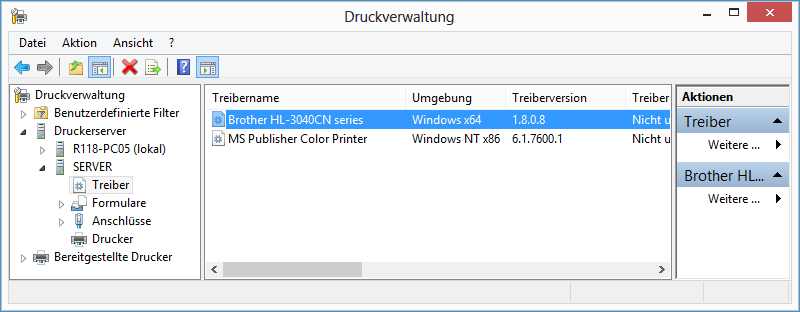 Druckverwaltung
Datei Aktion Ansicht ?
Druckverwaltung
Benutzerdefinierte Filter
Druckerserver
R118-PC05 (lokal)
SERVER
Treiber
Formulare
Anschlüsse
Drucker
Bereitgestellte Drucker
Treibername Umgebung Treiberversion Treiber
Brother HL-3040CN series Windows x64 1.8.0.8 Nicht u
MS Publisher Color Printer Windows NT x86 6.1.7600.1 Nicht u
Aktionen
Treiber
Weitere ...
Brother HL...
Weitere ...